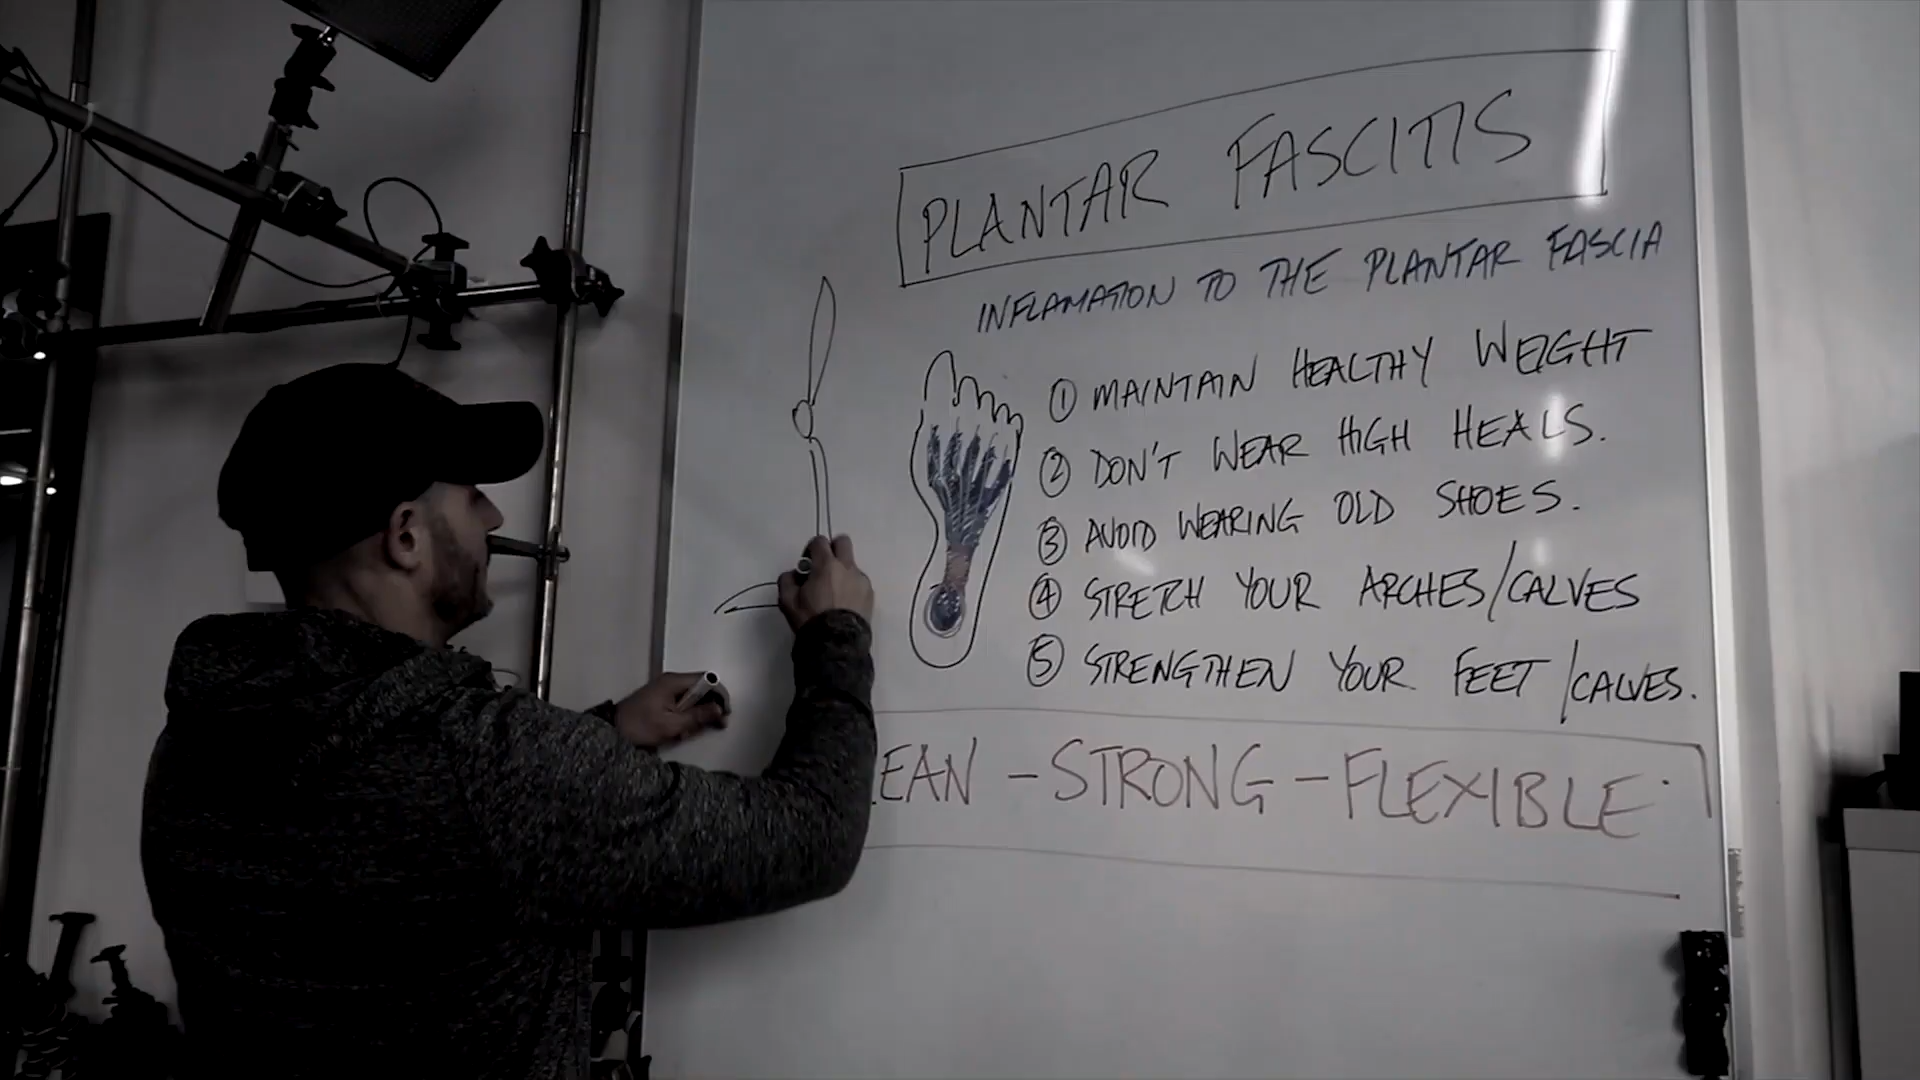 PLANTAR FASCITIS
INFLAMATION TO THE PLANTAR FASCIA
① MAINTAIN HEALTHY WEIGHT
② DON'T WEAR HIGH HEALS.
③ AVOID WEARING OLD SHOES.
④ STRETCH YOUR ARCHES/CALVES
⑤ STRENGTHEN YOUR FEET/CALVES.
LEAN - STRONG - FLEXIBLE.